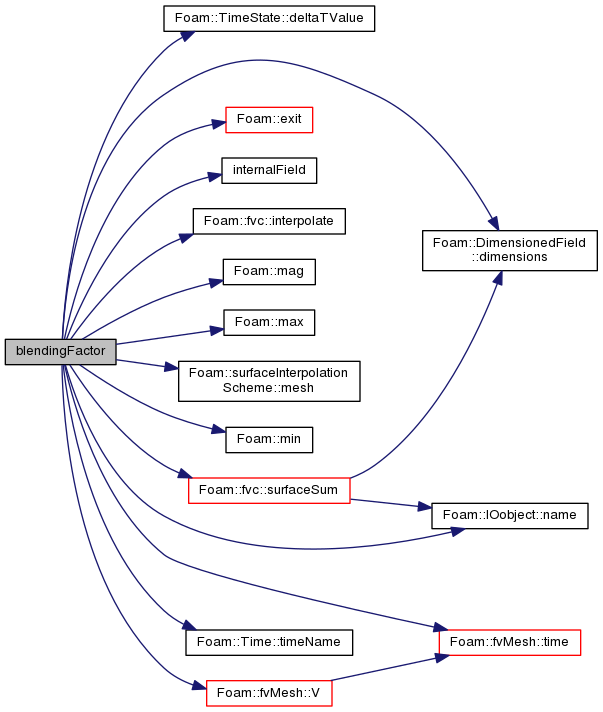 Foam::TimeState::deltaTValue
Foam::exit
internalField
Foam::fvc::interpolate
Foam::DimensionedField
::dimensions
Foam::mag
Foam::max
blendingFactor
Foam::surfaceInterpolation
Scheme::mesh
Foam::min
Foam::fvc::surfaceSum
Foam::IOobject::name
Foam::Time::timeName
Foam::fvMesh::time
Foam::fvMesh::V